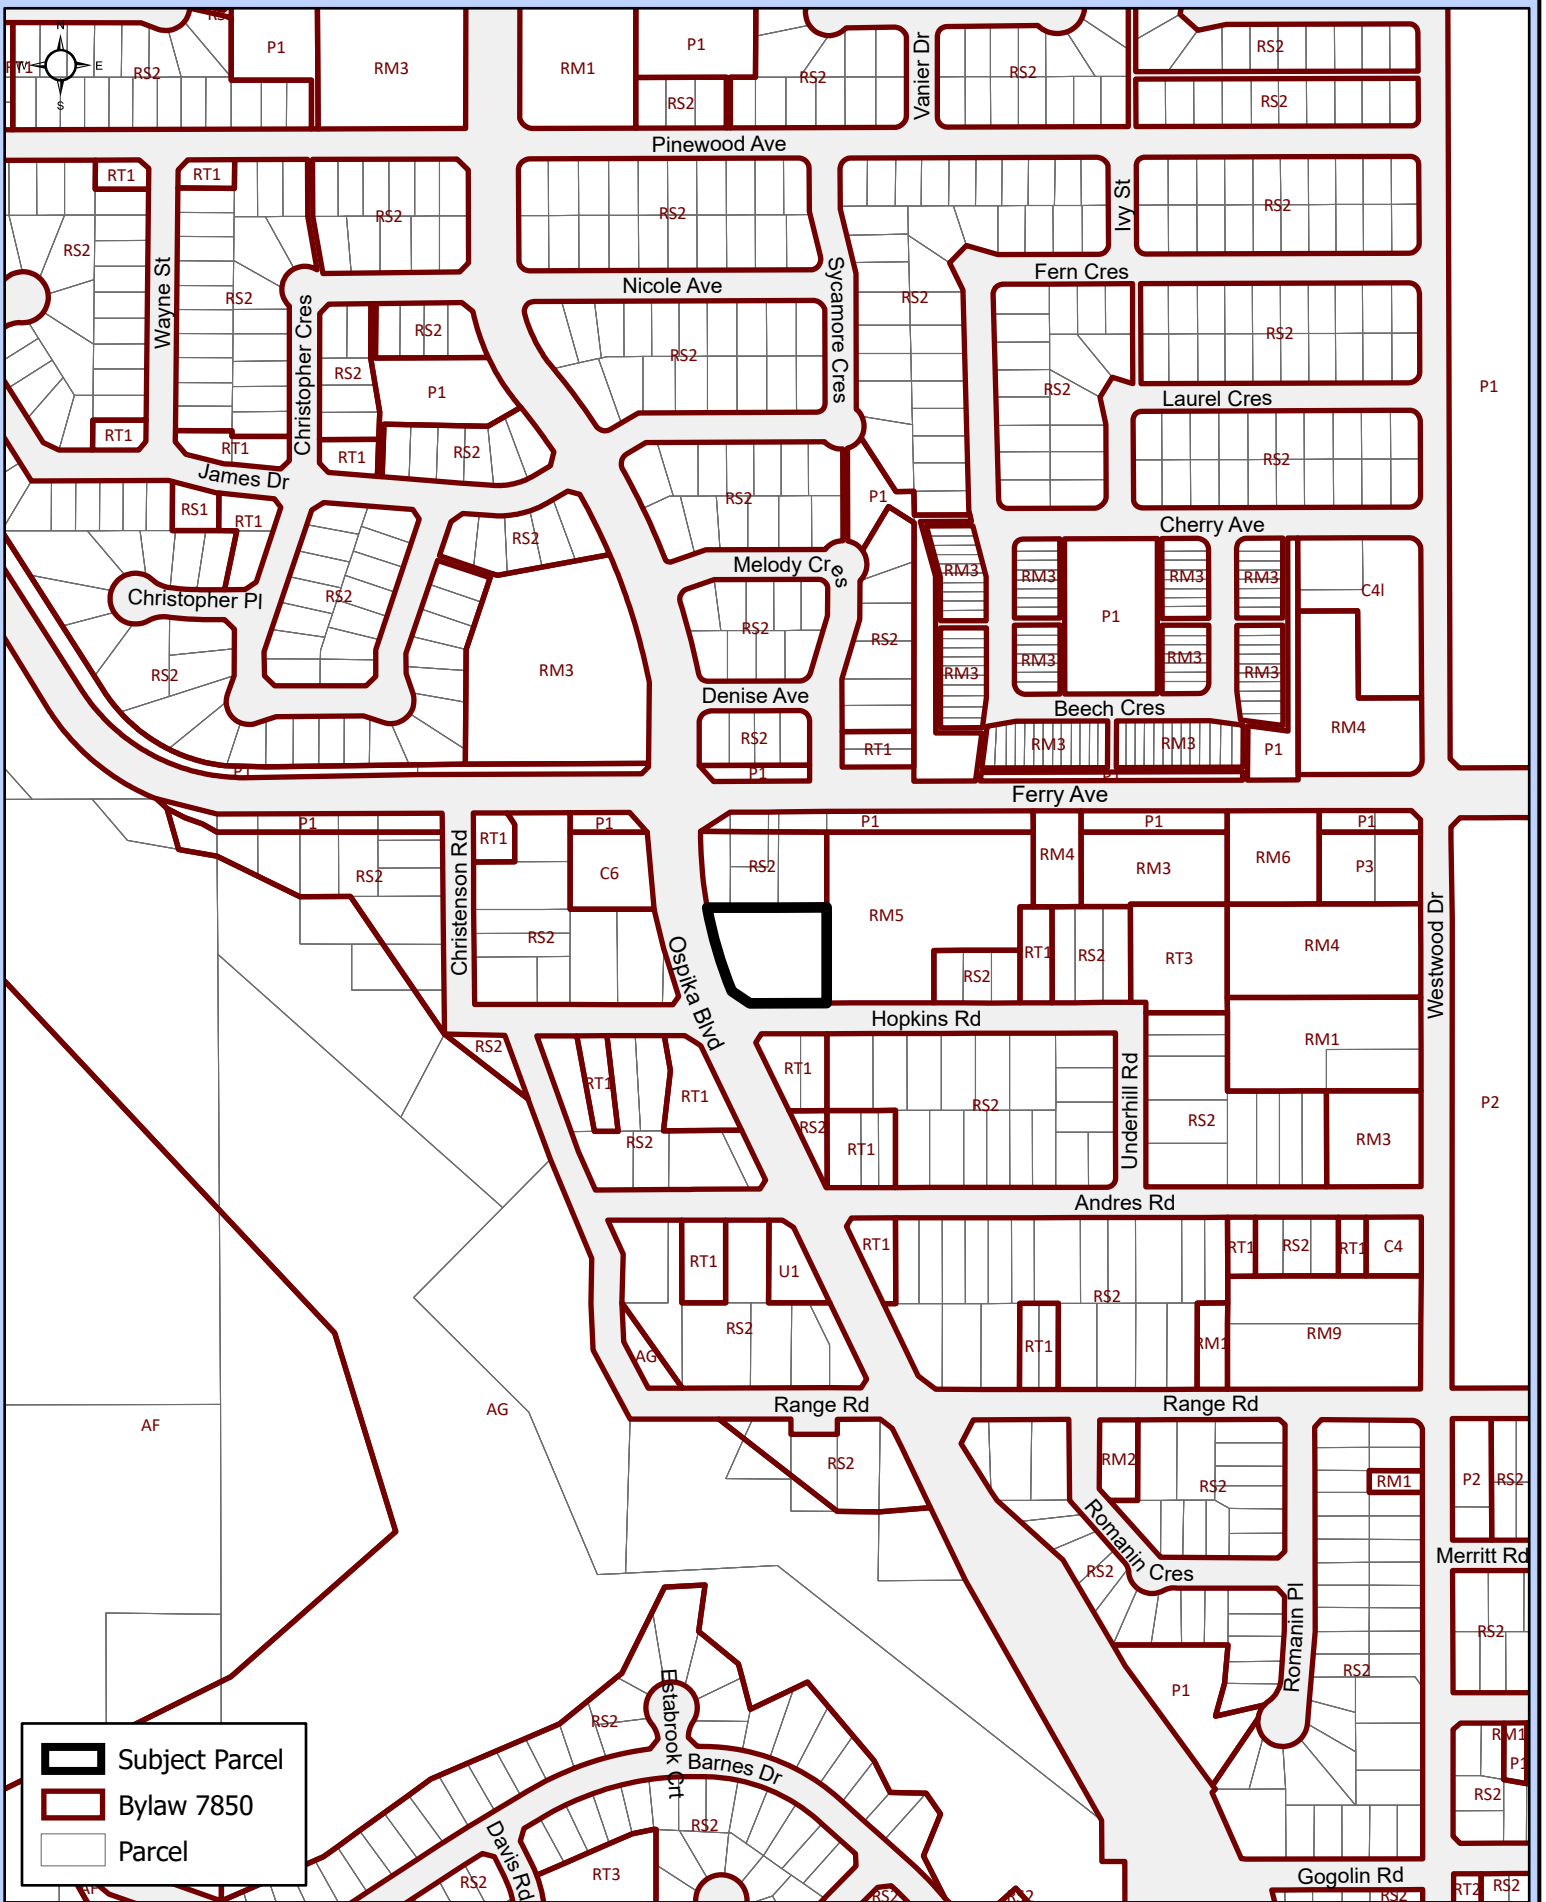 N
W
E
S
RS2
P1
RM3
RM1
P1
RS2
RS2
Vanier Dr
RS2
RS2
RS2
Pinewood Ave
RT1
RT1
RS2
RS2
RS2
Ivy St
RS2
Wayne St
RS2
Christopher Cres
Nicole Ave
Sycamore Cres
Fern Cres
RS2
P1
RS2
RS2
RS2
RS2
RS2
P1
RS2
Laurel Cres
RT1
RT1
RT1
RS2
RS2
P1
RS2
James Dr
RS1
RT1
RS2
Cherry Ave
Melody Cres
RM3
RM3
RM3
RM3
C4l
Christopher Pl
RS2
RS2
RS2
P1
RM3
RM3
RM3
RM3
RM3
RS2
Denise Ave
Beech Cres
RS2
RT1
RM3
RM3
P1
RM4
P1
P1
P1
Ferry Ave
P1
RT1
P1
P1
P1
P1
Christenson Rd
C6
RS2
RM4
RM3
RM6
P3
RS2
RS2
RM5
Westwood Dr
Ospika Blvd
RS2
RT1
RS2
RT3
RM4
Hopkins Rd
RS2
RT1
RT1
RT1
RS2
RS2
RS2
RT1
Underhill Rd
RM1
RS2
RM3
P2
Andres Rd
RT1
U1
RT1
RS2
RT1
RS2
RT1
C4
AG
RS2
RT1
RM1
RM9
Range Rd
Range Rd
AF
AG
RS2
RM2
RS2
RM1
P2
RS2
Romanin Cres
RS2
Merritt Rd
Romanin Pl
RS2
RS2
P1
RS2
Estabrook Crt
Barnes Dr
RS2
Davis Rd
RS2
RT3
RM1
P1
RS2
Gogolin Rd
RS2
RS2
RS2
RT2
RS2
Subject Parcel
Bylaw 7850
Parcel